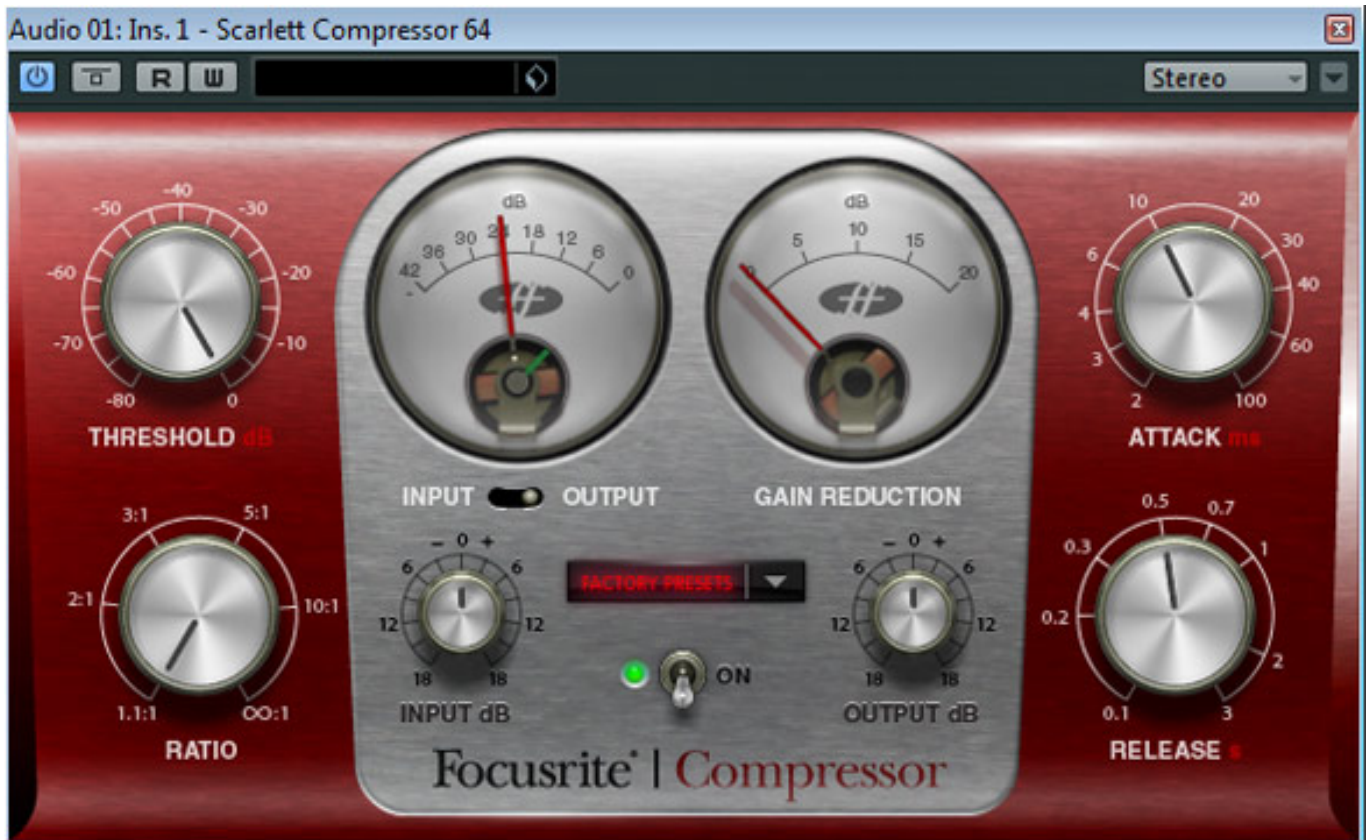 Audio 01: Ins. 1 - Scarlett Compressor 64
R W
Stereo
-80 -70 -60 -50 -40 -30 -20 -10 0
THRESHOLD dB
dB
42 36 30 24 18 12 6 0
-
dB
0 5 10 15 20
2 3 4 6 10 20 30 40 60 100
ATTACK ms
INPUT OUTPUT
GAIN REDUCTION
1.1:1 2:1 3:1 5:1 10:1 ∞:1
RATIO
18 12 6 - 0 + 6 12 18
INPUT dB
FACTORY PRESETS
ON
18 12 6 - 0 + 6 12 18
OUTPUT dB
0.1 0.2 0.3 0.5 0.7 1 2 3
RELEASE s
Focusrite | Compressor